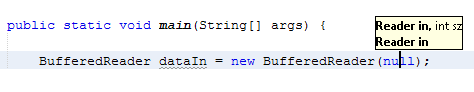 public static void main(String[] args) {
Reader in, int sz
Reader in
BufferedReader dataIn = new BufferedReader(null);